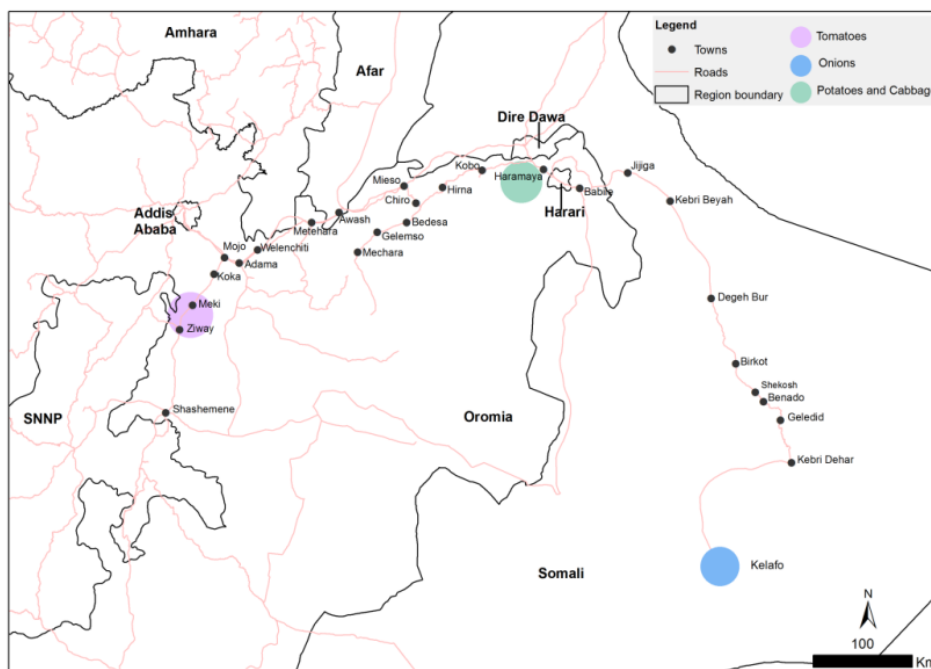 Amhara
Afar
Legend
Towns
Roads
Region boundary
Tomatoes
Onions
Potatoes and Cabbage
Dire Dawa
Kobo
Haramaya
Jijiga
Mieso
Hirna
Babile
Kebri Beyah
Chiro
Harari
Addis
Ababa
Awash
Metehara
Bedesa
Gelemso
Mojo
Welenchiti
Mechara
Adama
Koka
Meki
Degeh Bur
Ziway
Birkot
Shekosh
Benado
Shashemene
SNNP
Oromia
Geledid
Kebri Dehar
Somali
Kelafo
N
100
Km